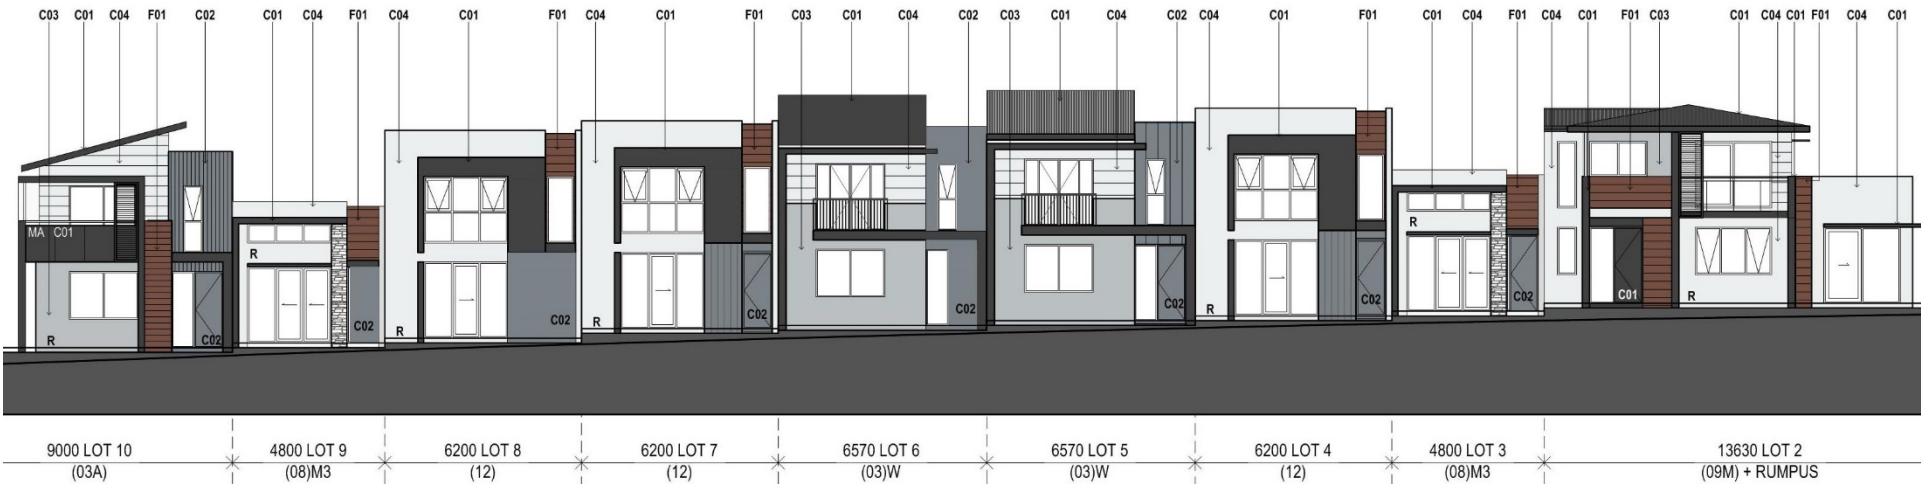 C03 C01 C04 F01 C02 C01 C04 F01 C04 C01 F01 C04 C01 F01 C03 C01 C04 C02 C03 C01 C04 C02 C04 C01 F01 C01 C04 F01 C04 C01 F01 C03 C01 C04 C01 F01 C04 C01
MA C01
R
C02
R
C02
R
C02
R
C02
C02
C02
R
C02
R
C02
C01
R
9000 LOT 10 4800 LOT 9 6200 LOT 8 6200 LOT 7 6570 LOT 6 6570 LOT 5 6200 LOT 4 4800 LOT 3 13630 LOT 2
(03A) (08)M3 (12) (12) (03)W (03)W (12) (08)M3 (09M) + RUMPUS